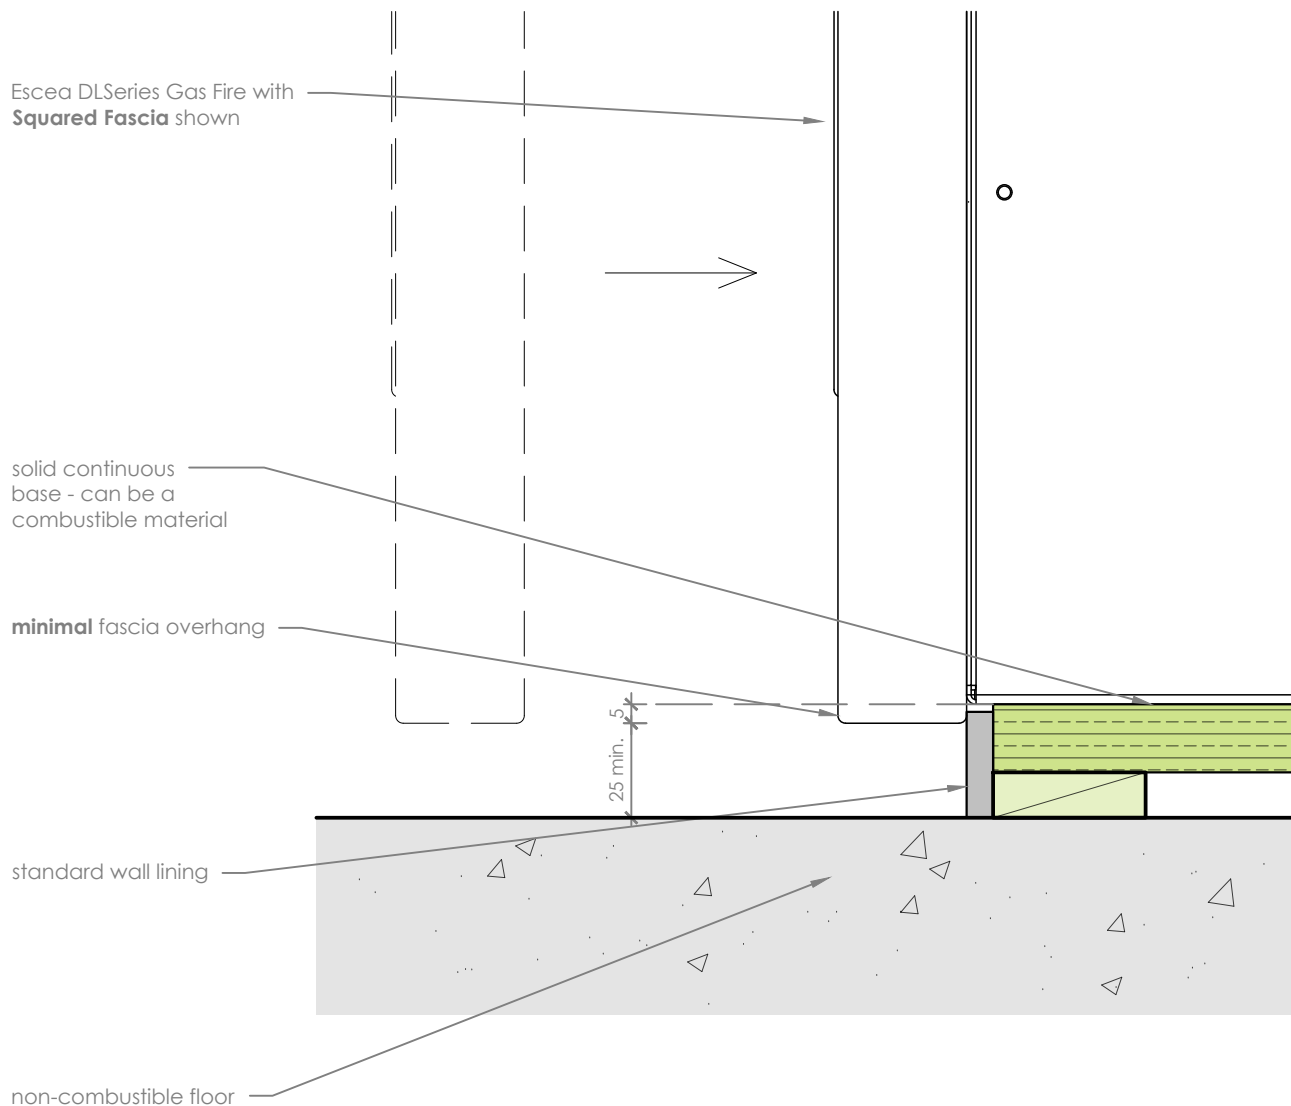 Escea DLSeries Gas Fire with
Squared Fascia shown
solid continuous
base - can be a
combustible material
minimal fascia overhang
5
25 min.
standard wall lining
non-combustible floor